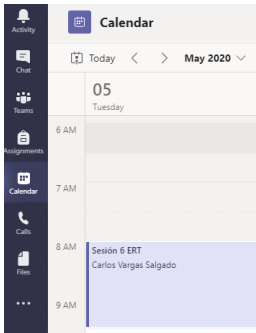 Activity
Chat
Teams
Assignments
Calendar
Calls
Files
Calendar
Today
May 2020
05
Tuesday
6 AM
7 AM
8 AM
Sesión 6 ERT
Carlos Vargas Salgado
9 AM